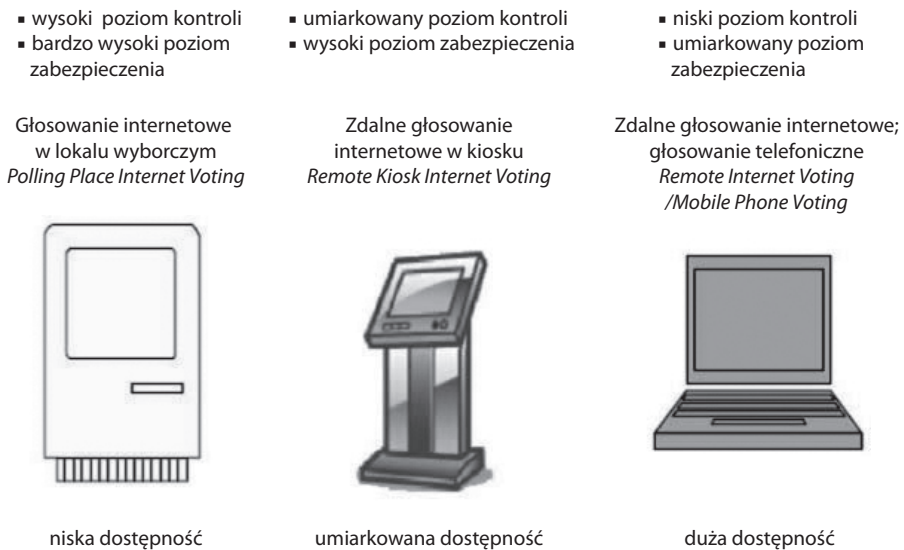 ▪ wysoki poziom kontroli
▪ bardzo wysoki poziom
zabezpieczenia
Głosowanie internetowe
w lokalu wyborczym
Polling Place Internet Voting
niska dostępność
▪ umiarkowany poziom kontroli
▪ wysoki poziom zabezpieczenia
Zdalne głosowanie
internetowe w kiosku
Remote Kiosk Internet Voting
umiarkowana dostępność
▪ niski poziom kontroli
▪ umiarkowany poziom
zabezpieczenia
Zdalne głosowanie internetowe;
głosowanie telefoniczne
Remote Internet Voting
/Mobile Phone Voting
duża dostępność